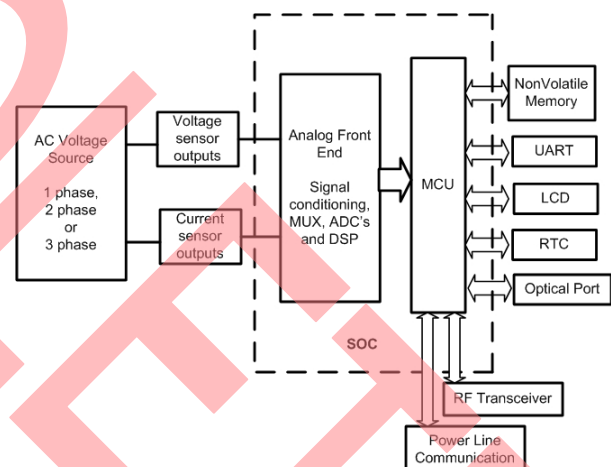 AC Voltage
Source
1 phase,
2 phase
or
3 phase
Voltage
sensor
outputs
Current
sensor
outputs
Analog Front
End
Signal
conditioning,
MUX, ADC's
and DSP
SOC
MCU
NonVolatile
Memory
UART
LCD
RTC
Optical Port
RF Transceiver
Power Line
Communication